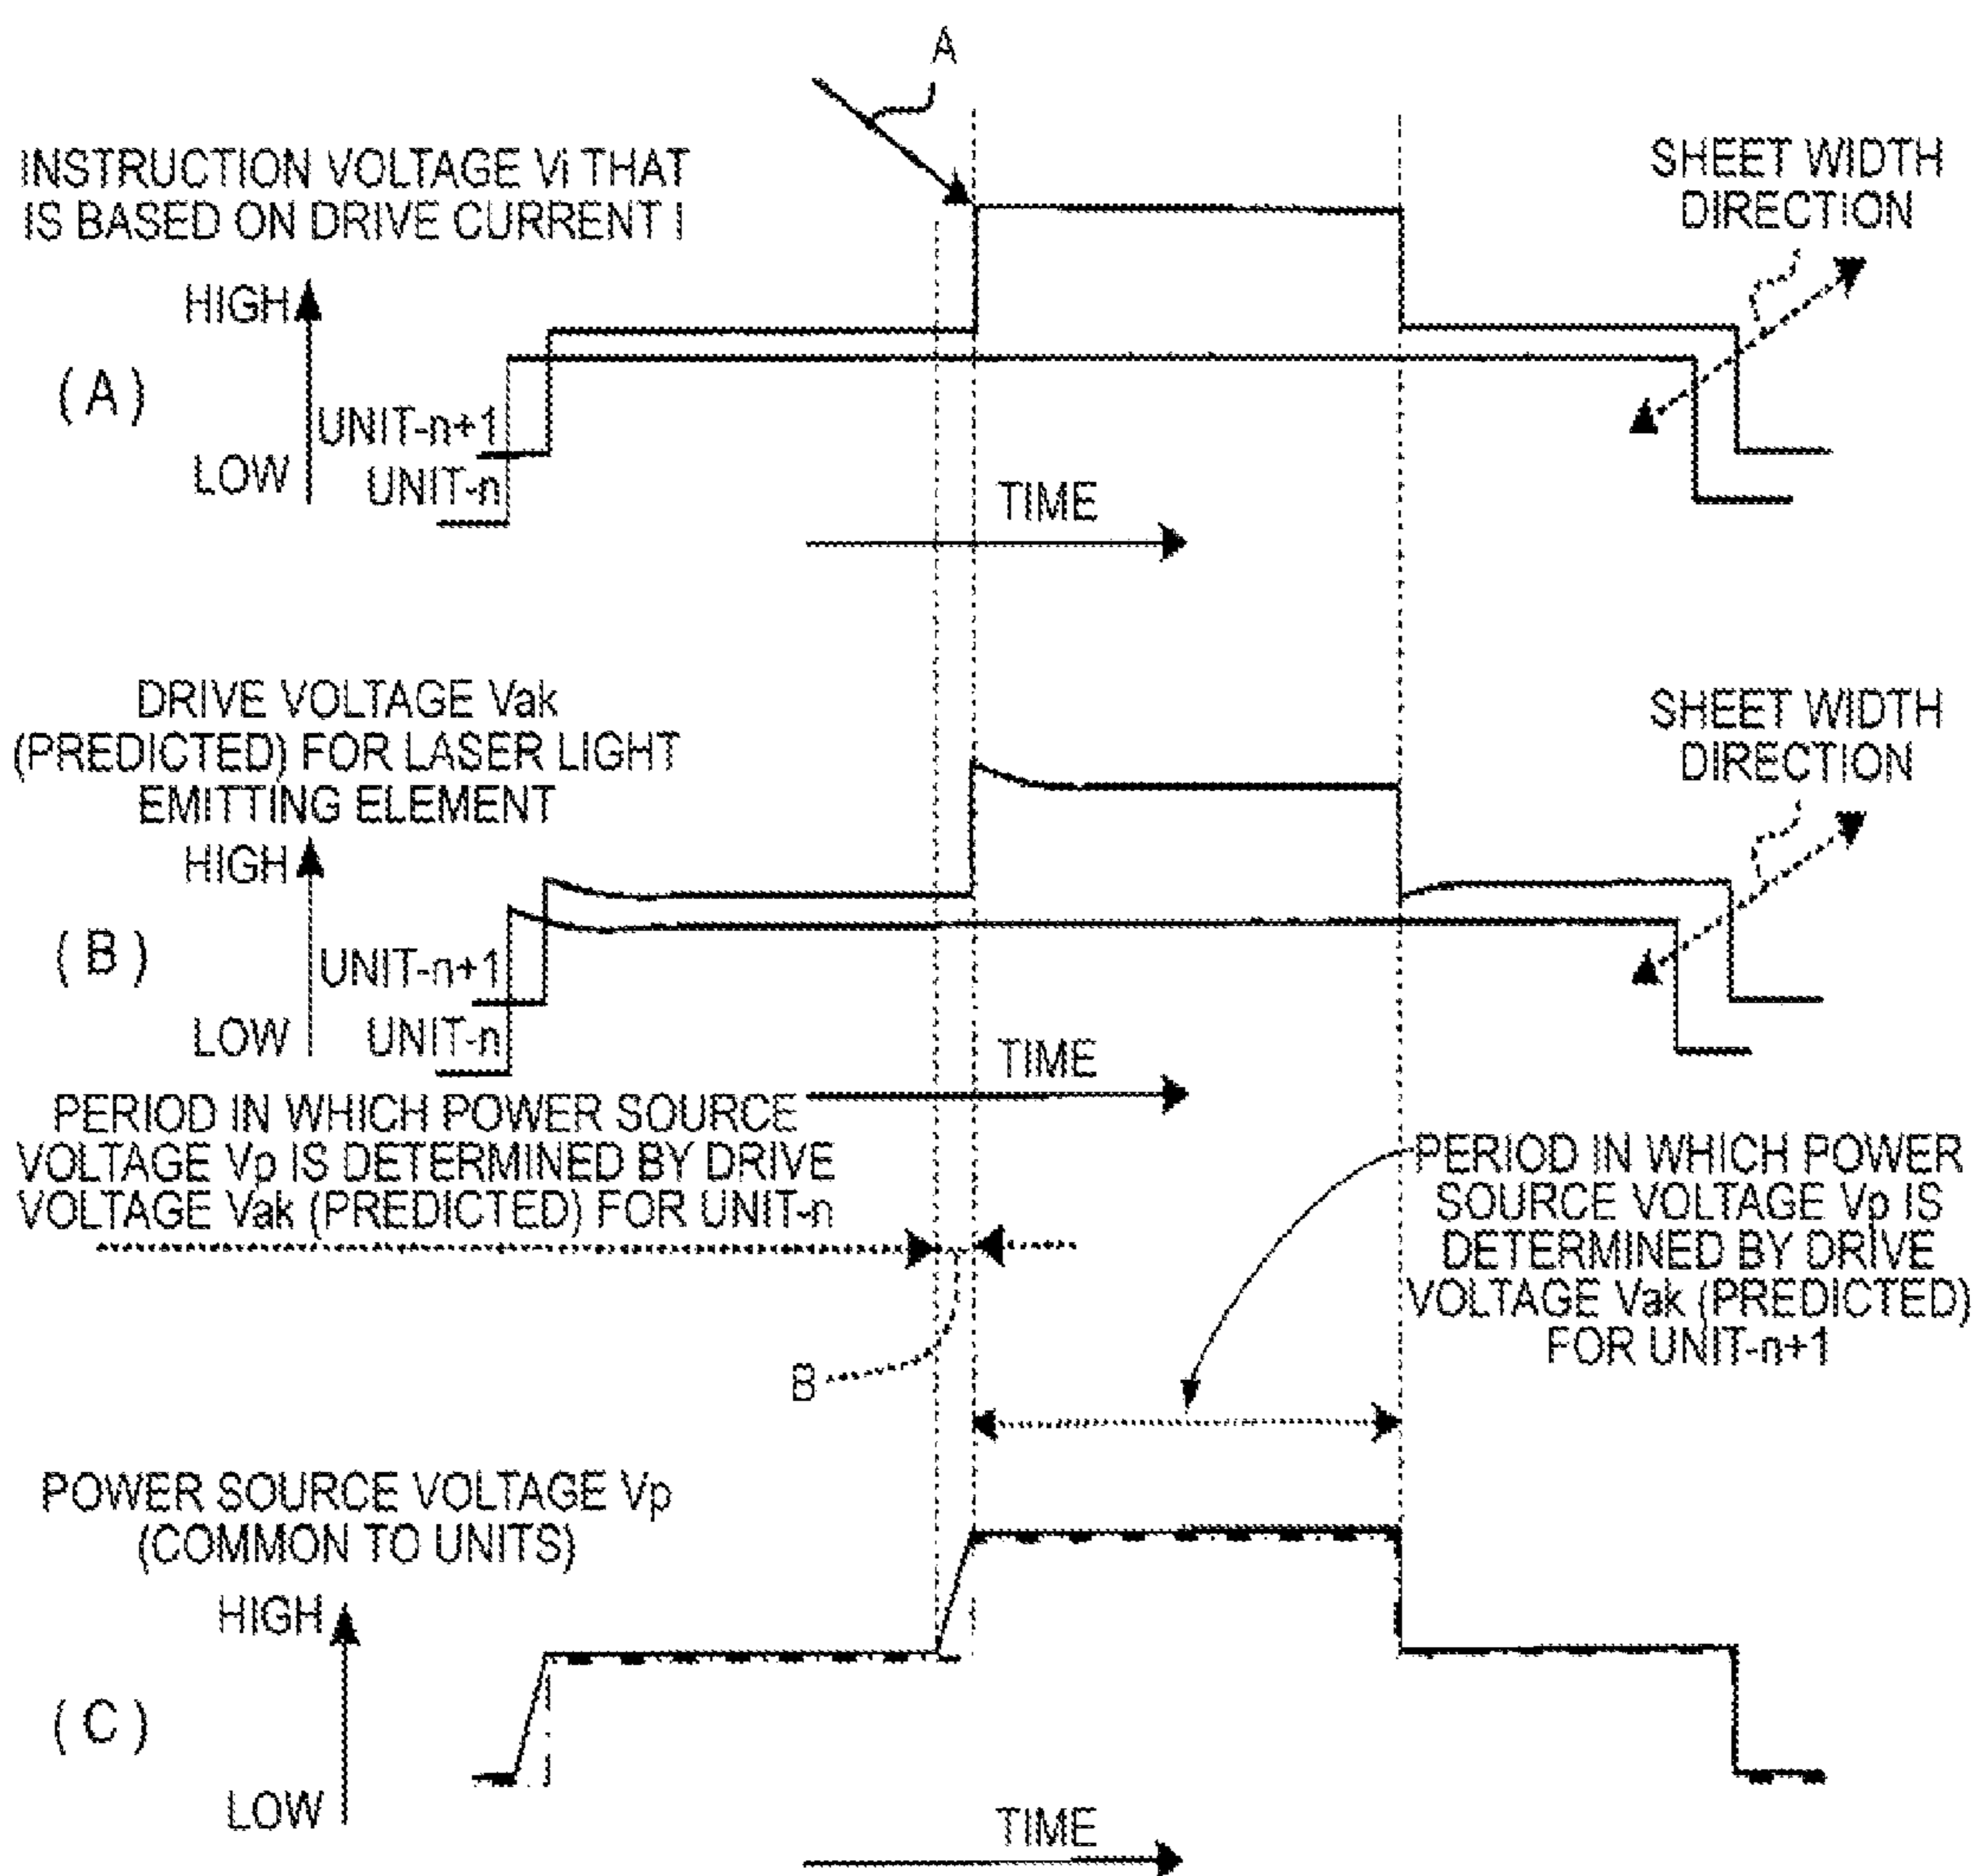 A
INSTRUCTION VOLTAGE Vi THAT
IS BASED ON DRIVE CURRENT I
SHEET WIDTH
DIRECTION
HIGH
(A)
UNIT-n+1
LOW
UNIT-n
TIME
DRIVE VOLTAGE Vak
(PREDICTED) FOR LASER LIGHT
EMITTING ELEMENT
SHEET WIDTH
DIRECTION
HIGH
(B)
UNIT-n+1
LOW
UNIT-n
TIME
PERIOD IN WHICH POWER SOURCE
VOLTAGE Vp IS DETERMINED BY DRIVE
VOLTAGE Vak (PREDICTED) FOR UNIT-n
PERIOD IN WHICH POWER
SOURCE VOLTAGE Vp IS
DETERMINED BY DRIVE
VOLTAGE Vak (PREDICTED)
FOR UNIT-n+1
B
POWER SOURCE VOLTAGE Vp
(COMMON TO UNITS)
HIGH
(C)
LOW
TIME